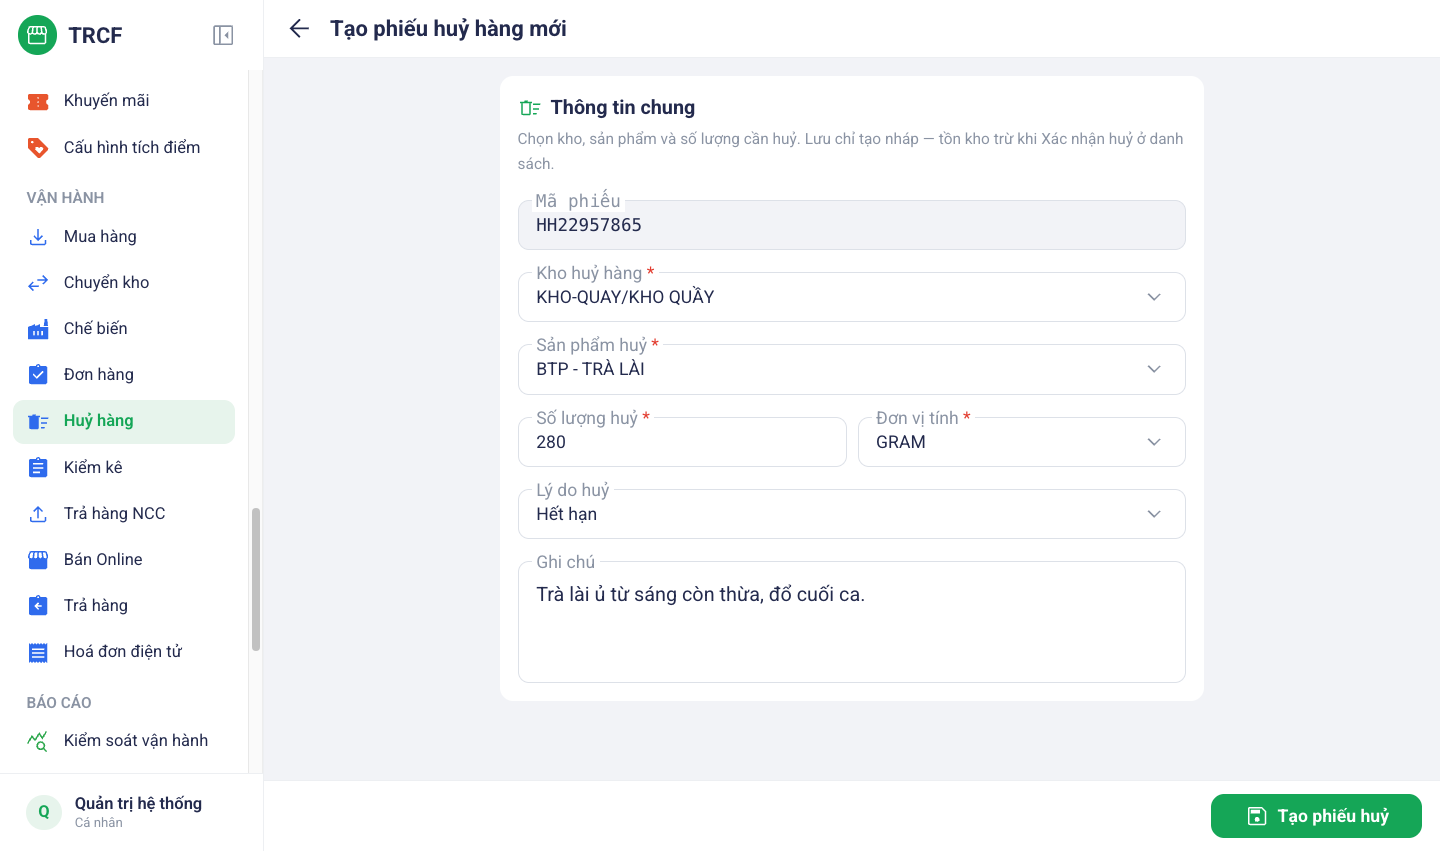 TRCF
Khuyến mãi
Cấu hình tích điểm
VẬN HÀNH
Mua hàng
Chuyển kho
Chế biến
Đơn hàng
Huỷ hàng
Kiểm kê
Trả hàng NCC
Bán Online
Trả hàng
Hoá đơn điện tử
BÁO CÁO
Kiểm soát vận hành
Q
Quản trị hệ thống
Cá nhân
Tạo phiếu huỷ hàng mới
Thông tin chung
Chọn kho, sản phẩm và số lượng cần huỷ. Lưu chỉ tạo nháp — tồn kho trừ khi Xác nhận huỷ ở danh
sách.
Mã phiếu
HH22957865
Kho huỷ hàng *
KHO-QUAY/KHO QUẦY
Sản phẩm huỷ *
BTP - TRÀ LÀI
Số lượng huỷ *
280
Đơn vị tính *
GRAM
Lý do huỷ
Hết hạn
Ghi chú
Trà lài ủ từ sáng còn thừa, đổ cuối ca.
Tạo phiếu huỷ